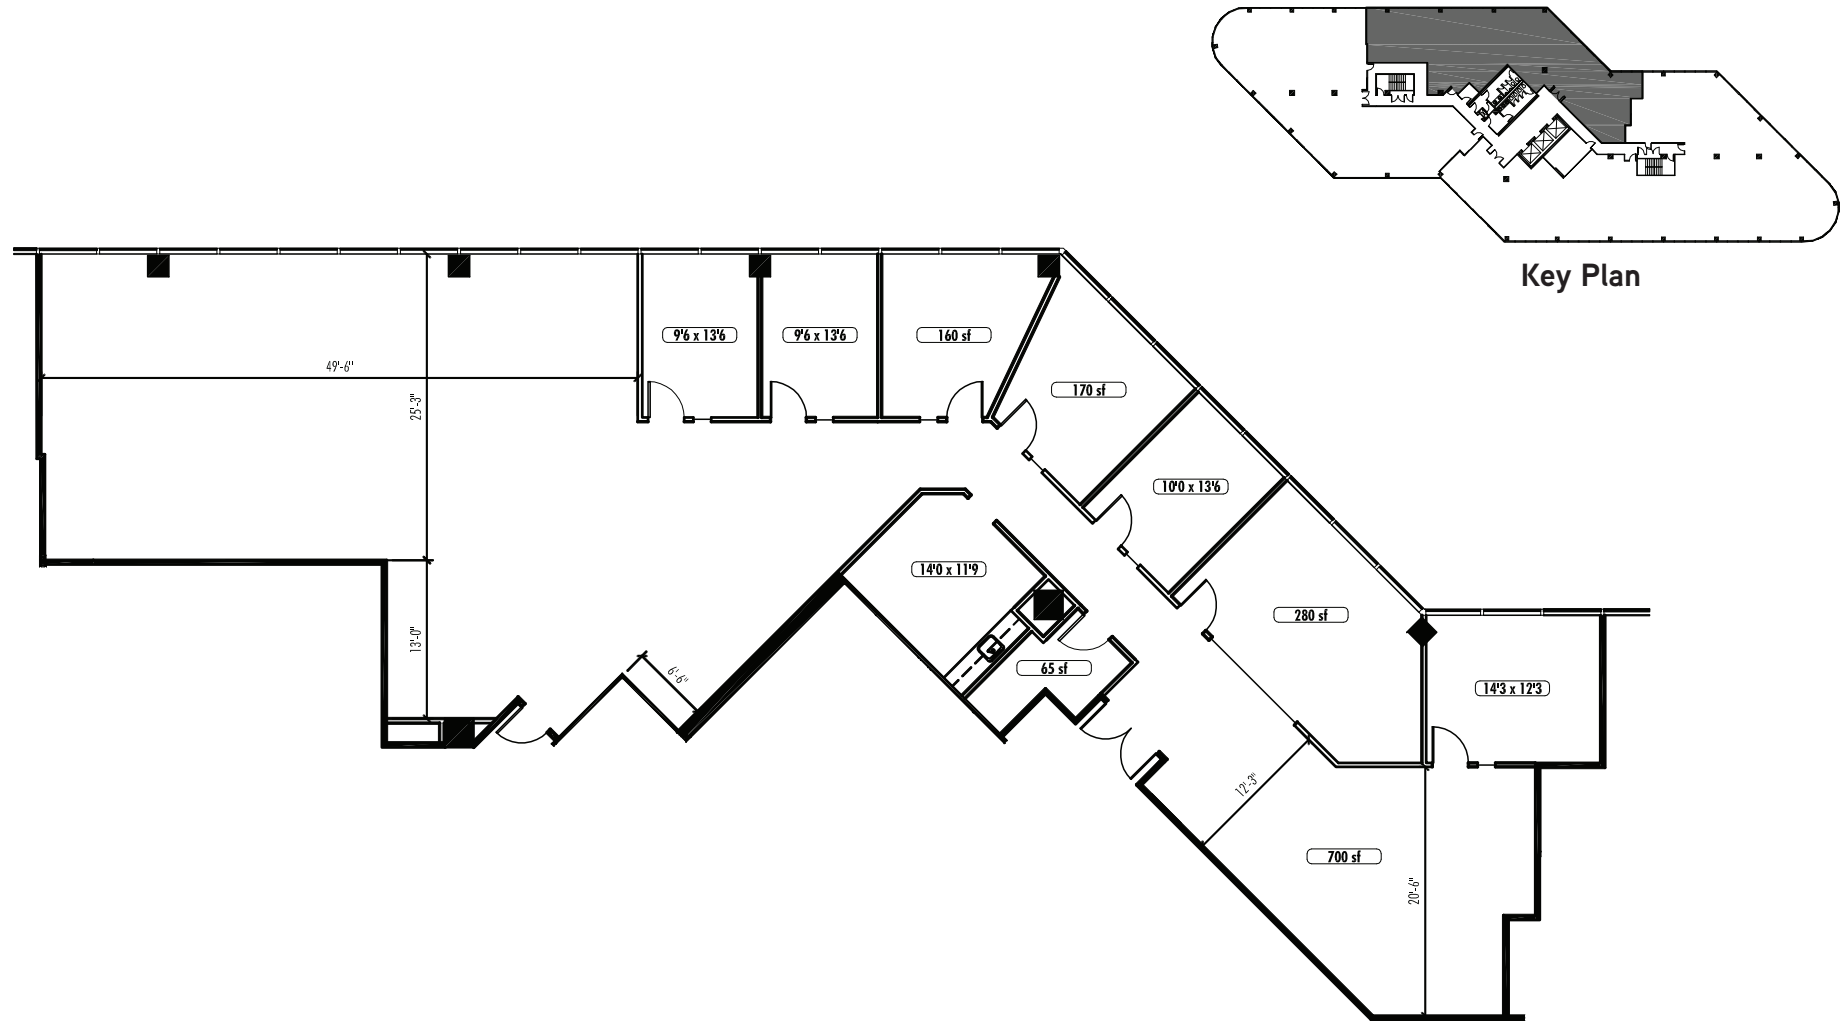 Key Plan
9'6 x 13'6
9'6 x 13'6
160 sf
49'-6"
170 sf
25'-3"
10'0 x 13'6
14'0 x 11'9
280 sf
13'-0"
6'-6"
65 sf
14'3 x 12'3
12'-3"
700 sf
20'-6"